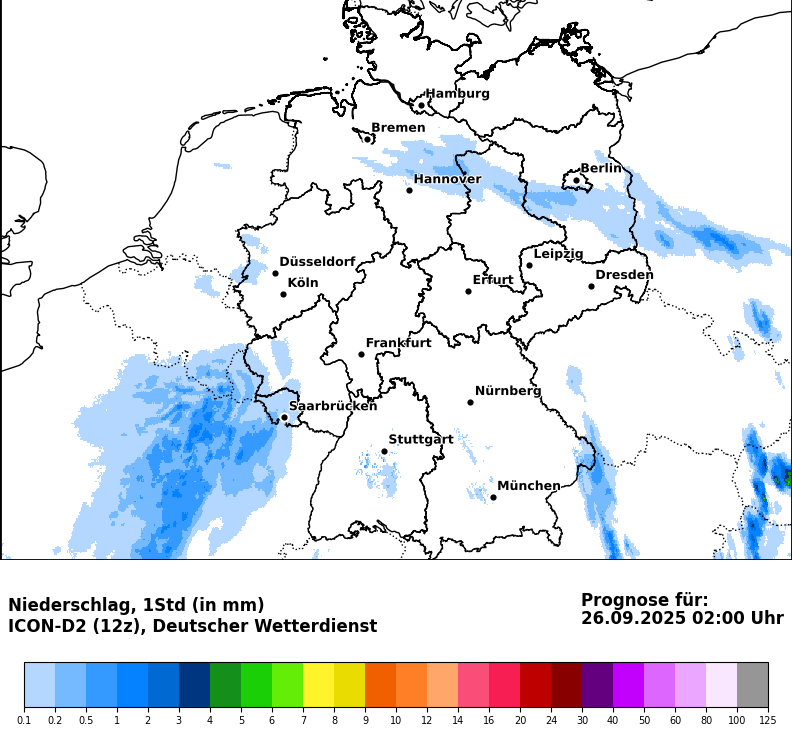 Hamburg
Bremen
Berlin
Hannover
Leipzig
Düsseldorf
Dresden
Köln
Erfurt
Frankfurt
Nürnberg
Saarbrücken
Stuttgart
München
Niederschlag, 1Std (in mm)
ICON-D2 (12z), Deutscher Wetterdienst
Prognose für:
26.09.2025 02:00 Uhr
0.1 0.2 0.5 1 2 3 4 5 6 7 8 9 10 12 14 16 20 24 30 40 50 60 80 100 125